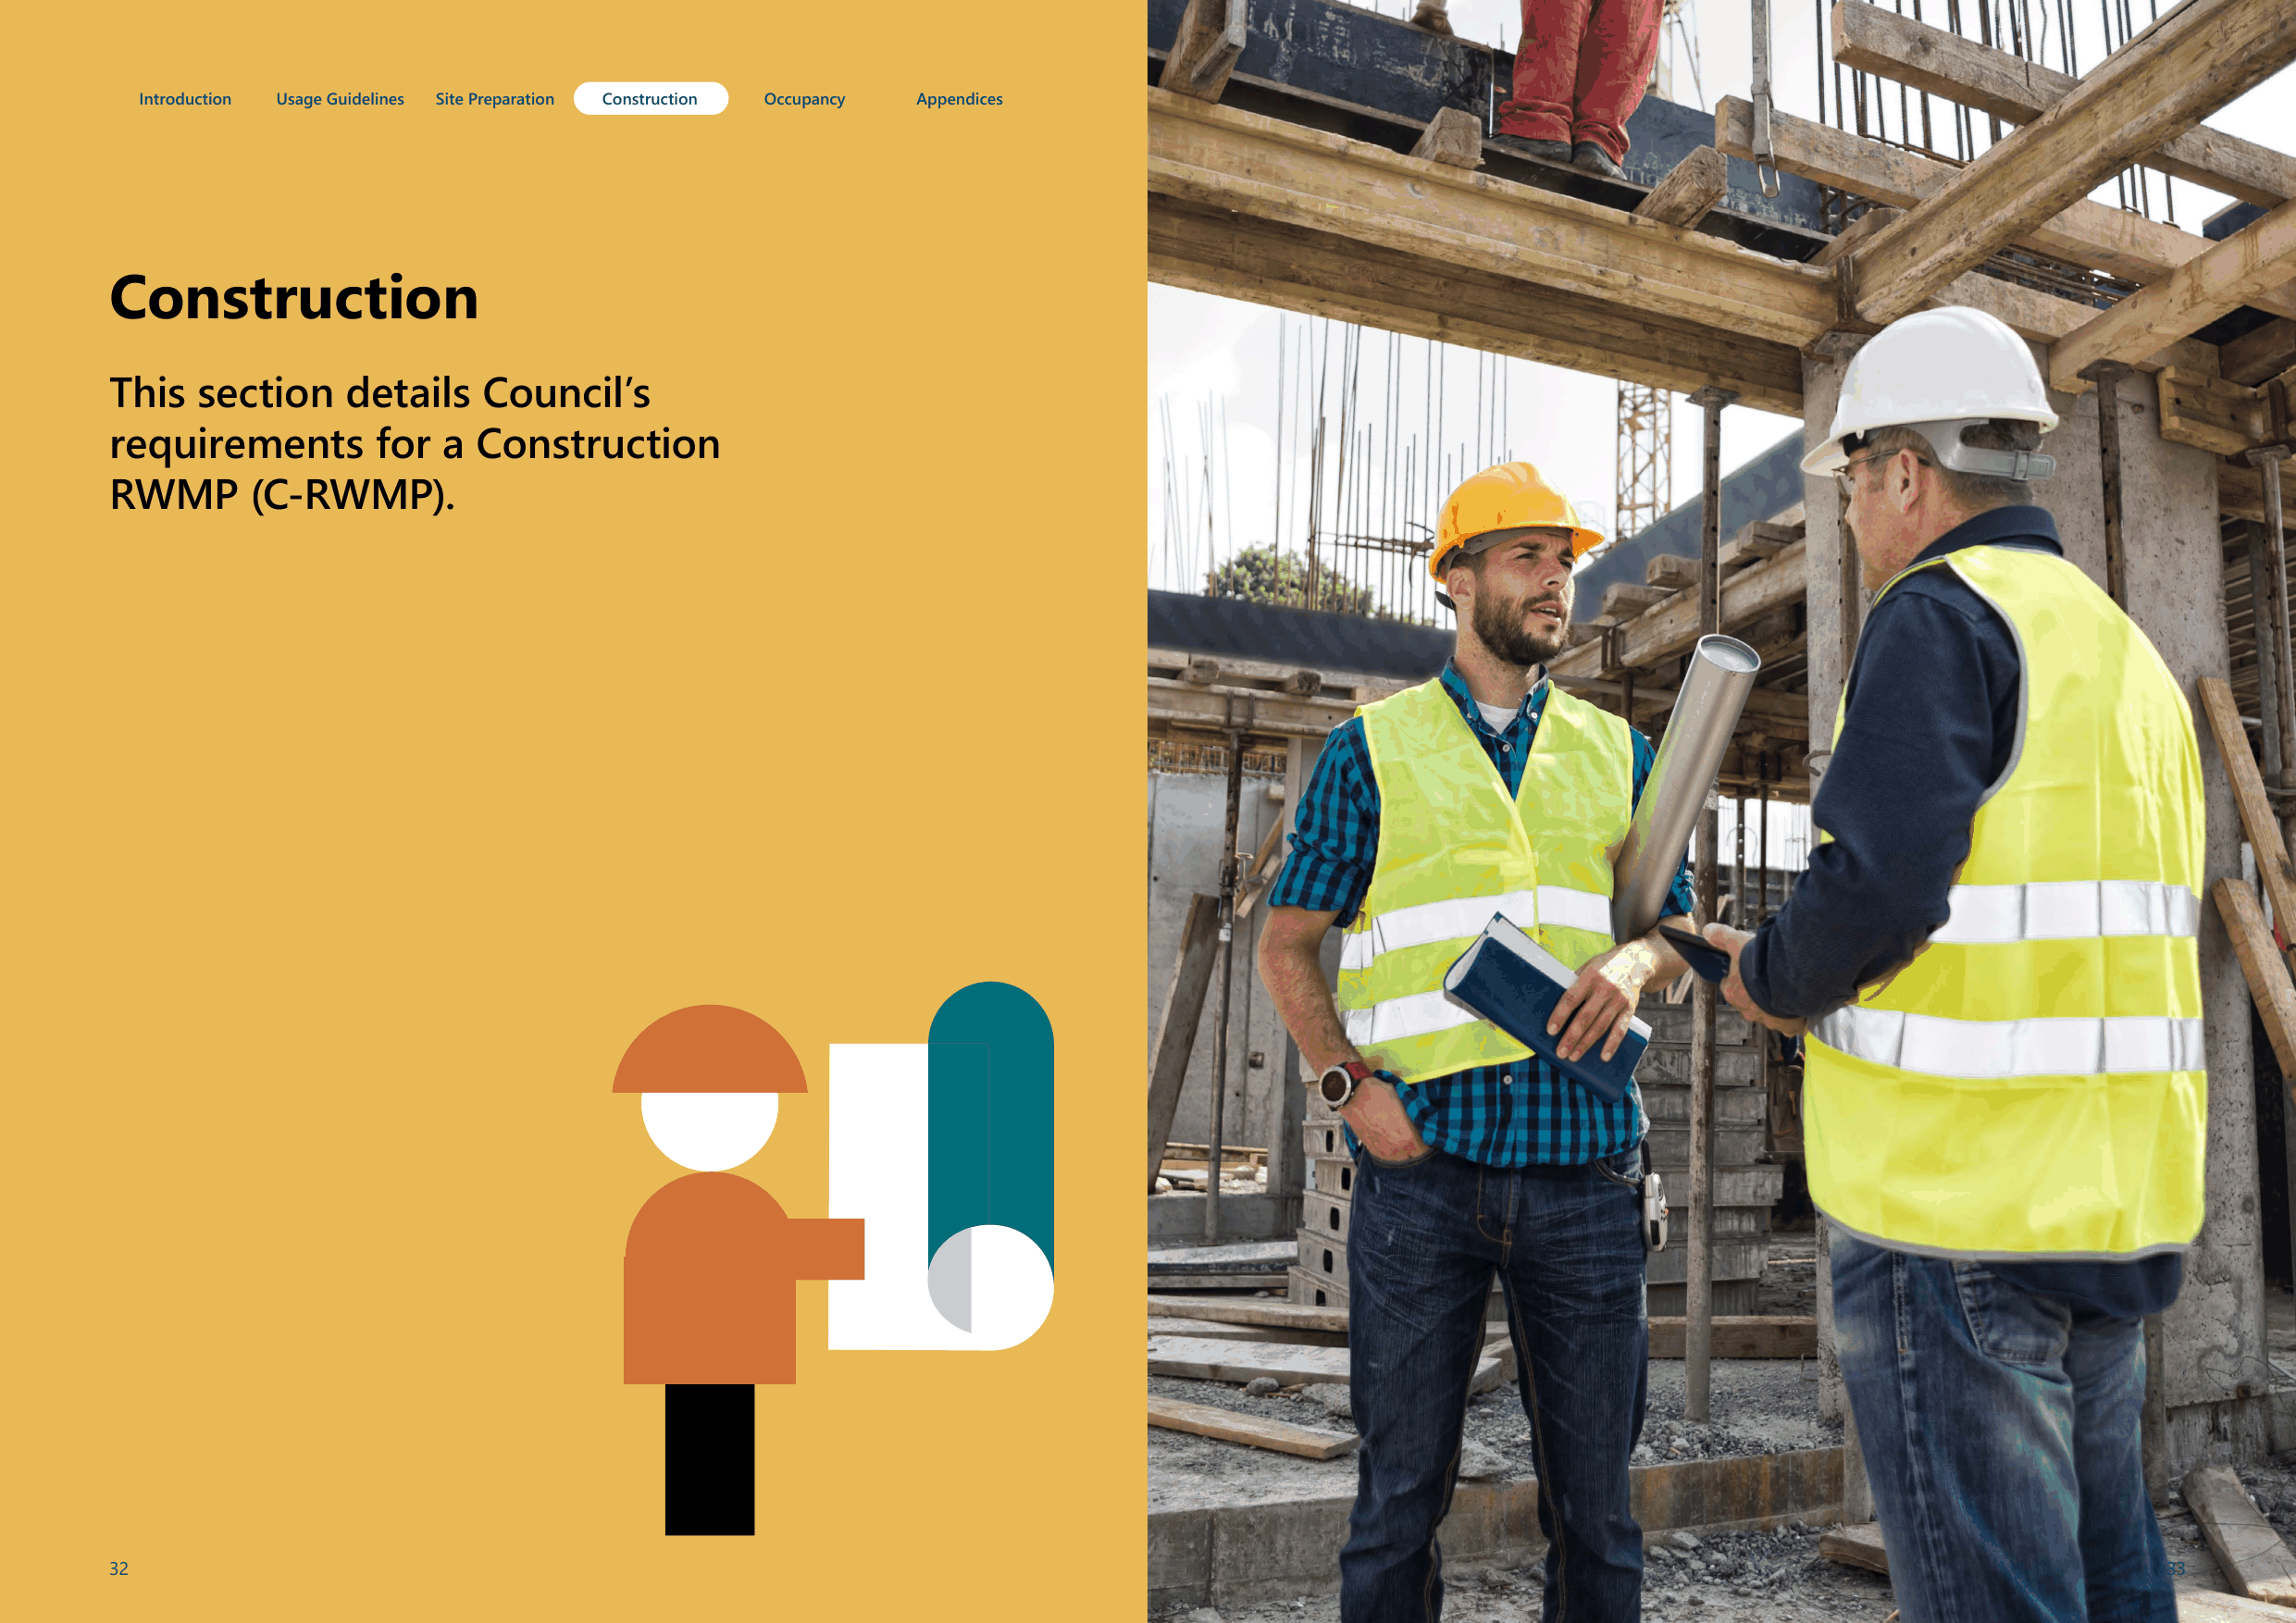 Introduction Usage Guidelines Site Preparation Construction Occupancy Appendices
Construction
This section details Council’s
requirements for a Construction
RWMP (C-RWMP).
32
33